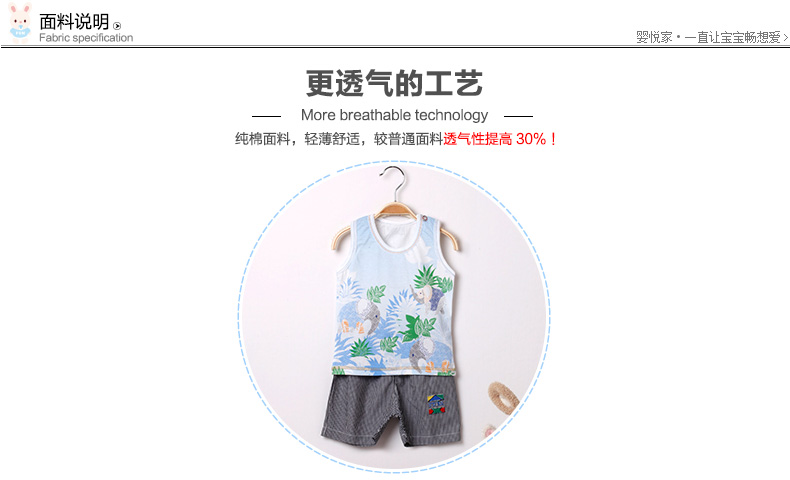 面料说明
Fabric specification
婴悦家•一直让宝宝畅想爱>
更透气的工艺
More breathable technology
纯棉面料，轻薄舒适，较普通面料透气性提高 30%！